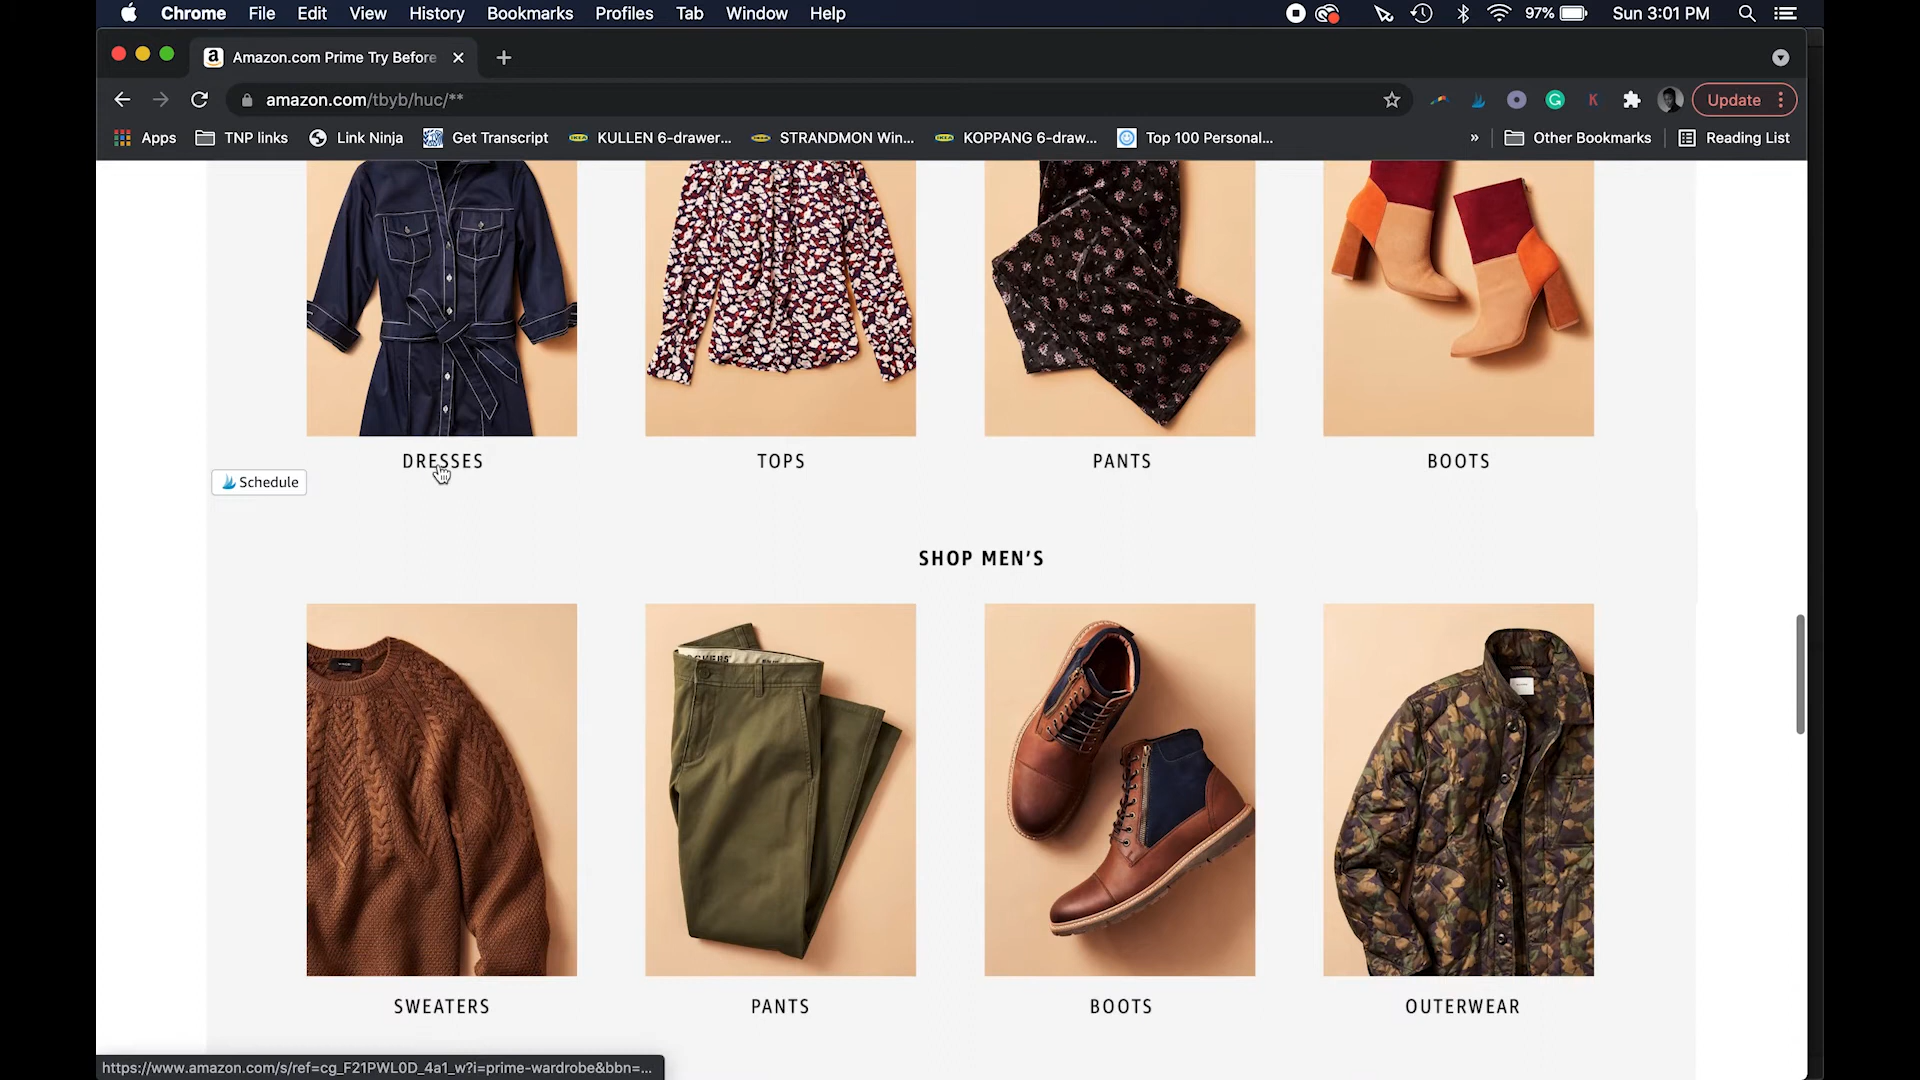 Chrome File Edit View History Bookmarks Profiles Tab Window Help 97% Sun 3:01 PM
Amazon.com Prime Try Before
amazon.com/tbyb/huc/** Update
Apps TNP links Link Ninja Get Transcript KULLEN 6-drawer... STRANDMON Win... KOPPANG 6-draw... Top 100 Personal... » Other Bookmarks Reading List
DRESSES TOPS PANTS BOOTS
Schedule
SHOP MEN'S
SWEATERS PANTS BOOTS OUTERWEAR
https://www.amazon.com/s/ref=cg_F21PWL0D_4a1_w?i=prime-wardrobe&bbn=...